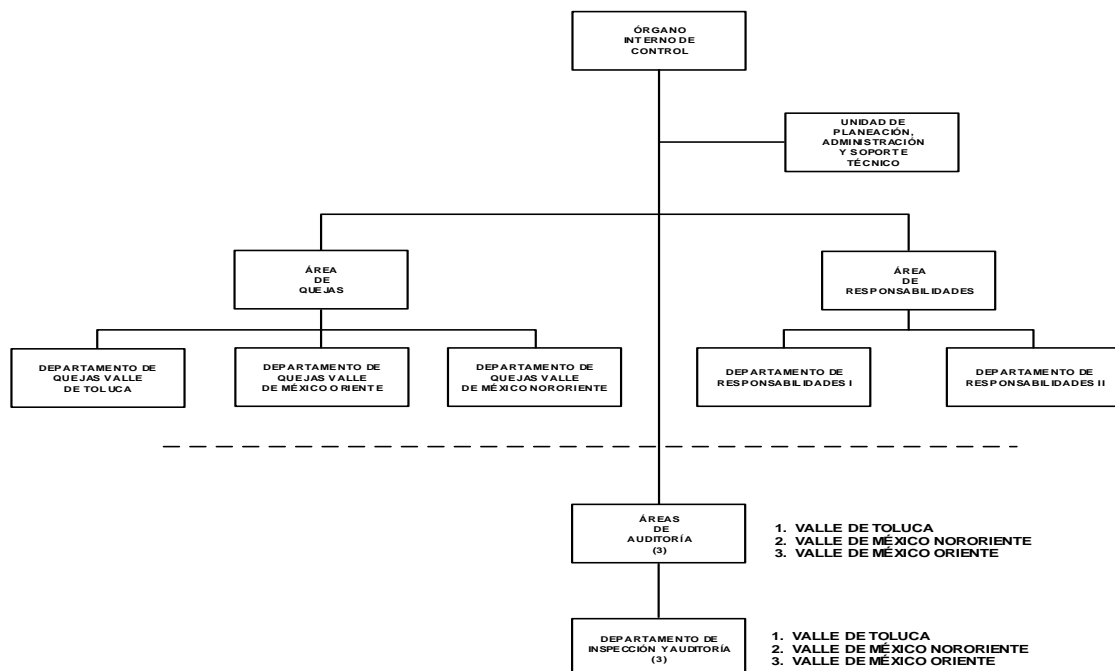 ÓRGANO
INTERNO DE
CONTROL
UNIDAD DE
PLANEACIÓN,
ADMINISTRACIÓN
Y SOPORTE
TÉCNICO
ÁREA
DE
QUEJAS
ÁREA
DE
RESPONSABILIDADES
DEPARTAMENTO DE
QUEJAS VALLE
DE TOLUCA
DEPARTAMENTO DE
QUEJAS VALLE
DE MÉXICO ORIENTE
DEPARTAMENTO DE
QUEJAS VALLE
DE MÉXICO NORORIENTE
DEPARTAMENTO DE
RESPONSABILIDADES I
DEPARTAMENTO DE
RESPONSABILIDADES II
ÁREAS
DE
AUDITORÍA
(3)
1. VALLE DE TOLUCA
2. VALLE DE MÉXICO NORORIENTE
3. VALLE DE MÉXICO ORIENTE
DEPARTAMENTO DE
INSPECCIÓN Y AUDITORÍA
(3)
1. VALLE DE TOLUCA
2. VALLE DE MÉXICO NORORIENTE
3. VALLE DE MÉXICO ORIENTE